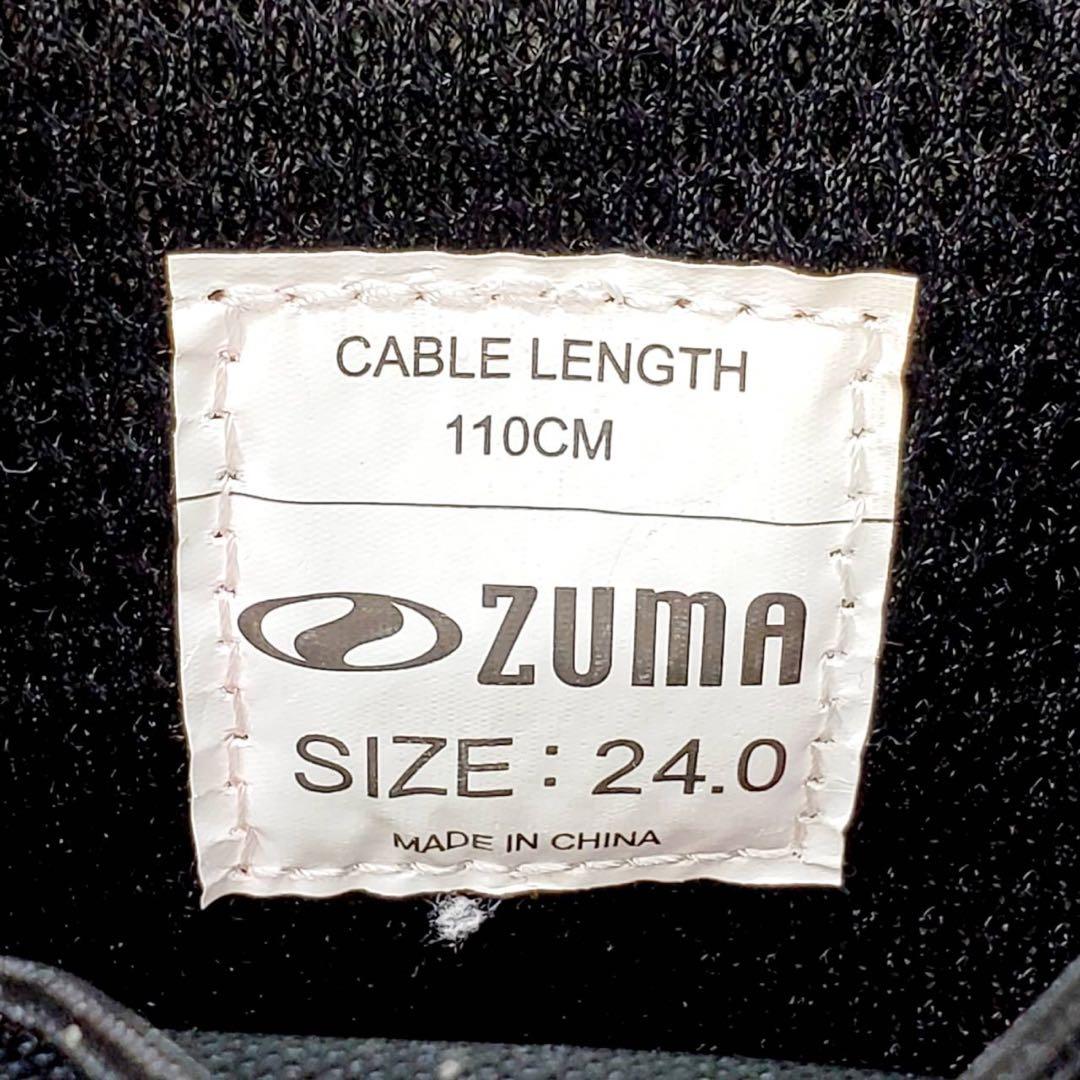 CABLE LENGTH
110CM
ZUMA
SIZE : 24.0
MADE IN CHINA